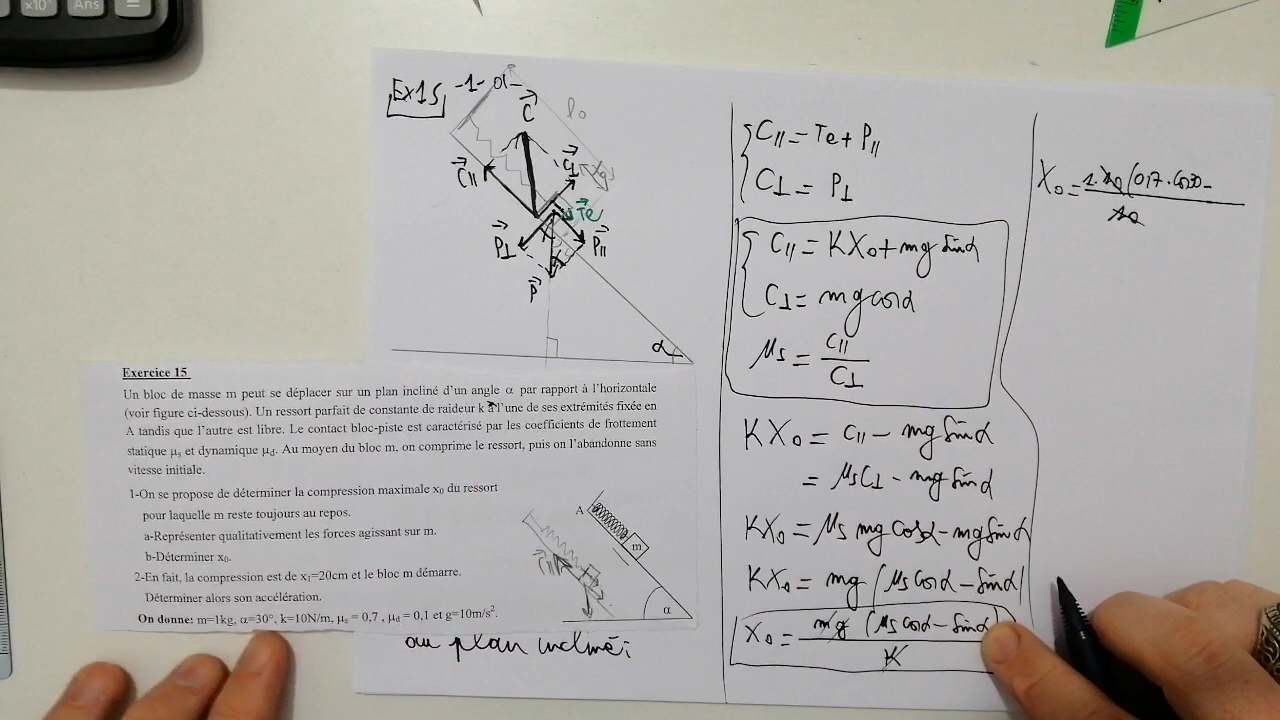 x10ˣ Ans =
Ex15 -1- a-
l₀
C⃗
C⃗∥ C⃗⊥ x₀
T⃗e
P⃗⊥ P⃗∥
α
P⃗
α
Exercice 15
Un bloc de masse m peut se déplacer sur un plan incliné d'un angle α par rapport à l'horizontale
(voir figure ci-dessous). Un ressort parfait de constante de raideur k a l'une de ses extrémités fixée en
A tandis que l'autre est libre. Le contact bloc-piste est caractérisé par les coefficients de frottement
statique μₛ et dynamique μd. Au moyen du bloc m, on comprime le ressort, puis on l'abandonne sans
vitesse initiale.
1-On se propose de déterminer la compression maximale x₀ du ressort
pour laquelle m reste toujours au repos.
a-Représenter qualitativement les forces agissant sur m.
b-Déterminer x₀.
2-En fait, la compression est de x₁=20cm et le bloc m démarre.
Déterminer alors son accélération.
On donne: m=1kg, α=30°, k=10N/m, μₛ = 0,7 , μd = 0,1 et g=10m/s².
A
m
C⃗∥
α
au plan incliné;
C∥ = Te + P∥
C⊥ = P⊥
C∥ = KX₀ + mg sinα
C⊥ = mg cosα
μs = C∥ / C⊥
KX₀ = C∥ - mg sinα
= μs C⊥ - mg sinα
KX₀ = μs mg cosα - mg sinα
KX₀ = mg (μs cosα - sinα)
X₀ = mg (μs cosα - sinα) / K
X₀ = 1.10 (0,7.cos30 - / 10